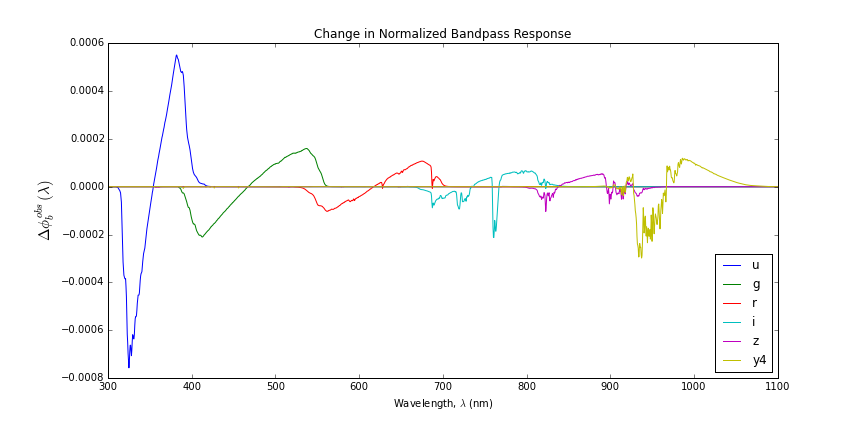 Change in Normalized Bandpass Response
0.0006
0.0004
0.0002
0.0000
−0.0002
−0.0004
−0.0006
−0.0008
Δϕ_b^{obs} (λ)
300 400 500 600 700 800 900 1000 1100
Wavelength, λ (nm)
u
g
r
i
z
y4